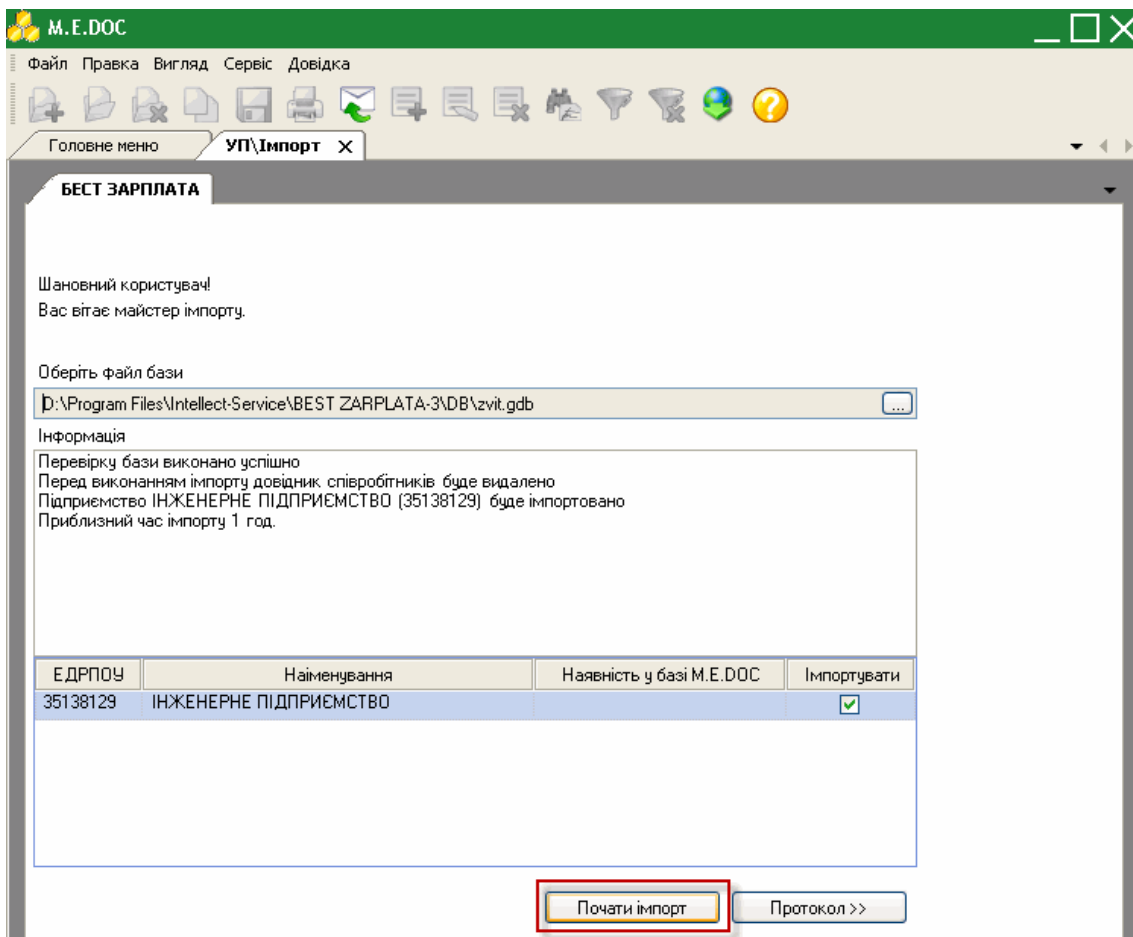 M.E.DOC
Файл Правка Вигляд Сервіс Довідка
Головне меню УП\Імпорт
БЕСТ ЗАРПЛАТА
Шановний користувач!
Вас вітає майстер імпорту.
Оберіть файл бази
D:\Program Files\Intellect-Service\BEST ZARPLATA-3\DB\zvit.gdb ...
Інформація
Перевірку бази виконано успішно
Перед виконанням імпорту довідник співробітників буде видалено
Підприємство ІНЖЕНЕРНЕ ПІДПРИЄМСТВО (35138129) буде імпортовано
Приблизний час імпорту 1 год.
ЕДРПОУ Наіменування Наявність у базі M.E.DOC Імпортувати
35138129 ІНЖЕНЕРНЕ ПІДПРИЄМСТВО
Почати імпорт Протокол >>